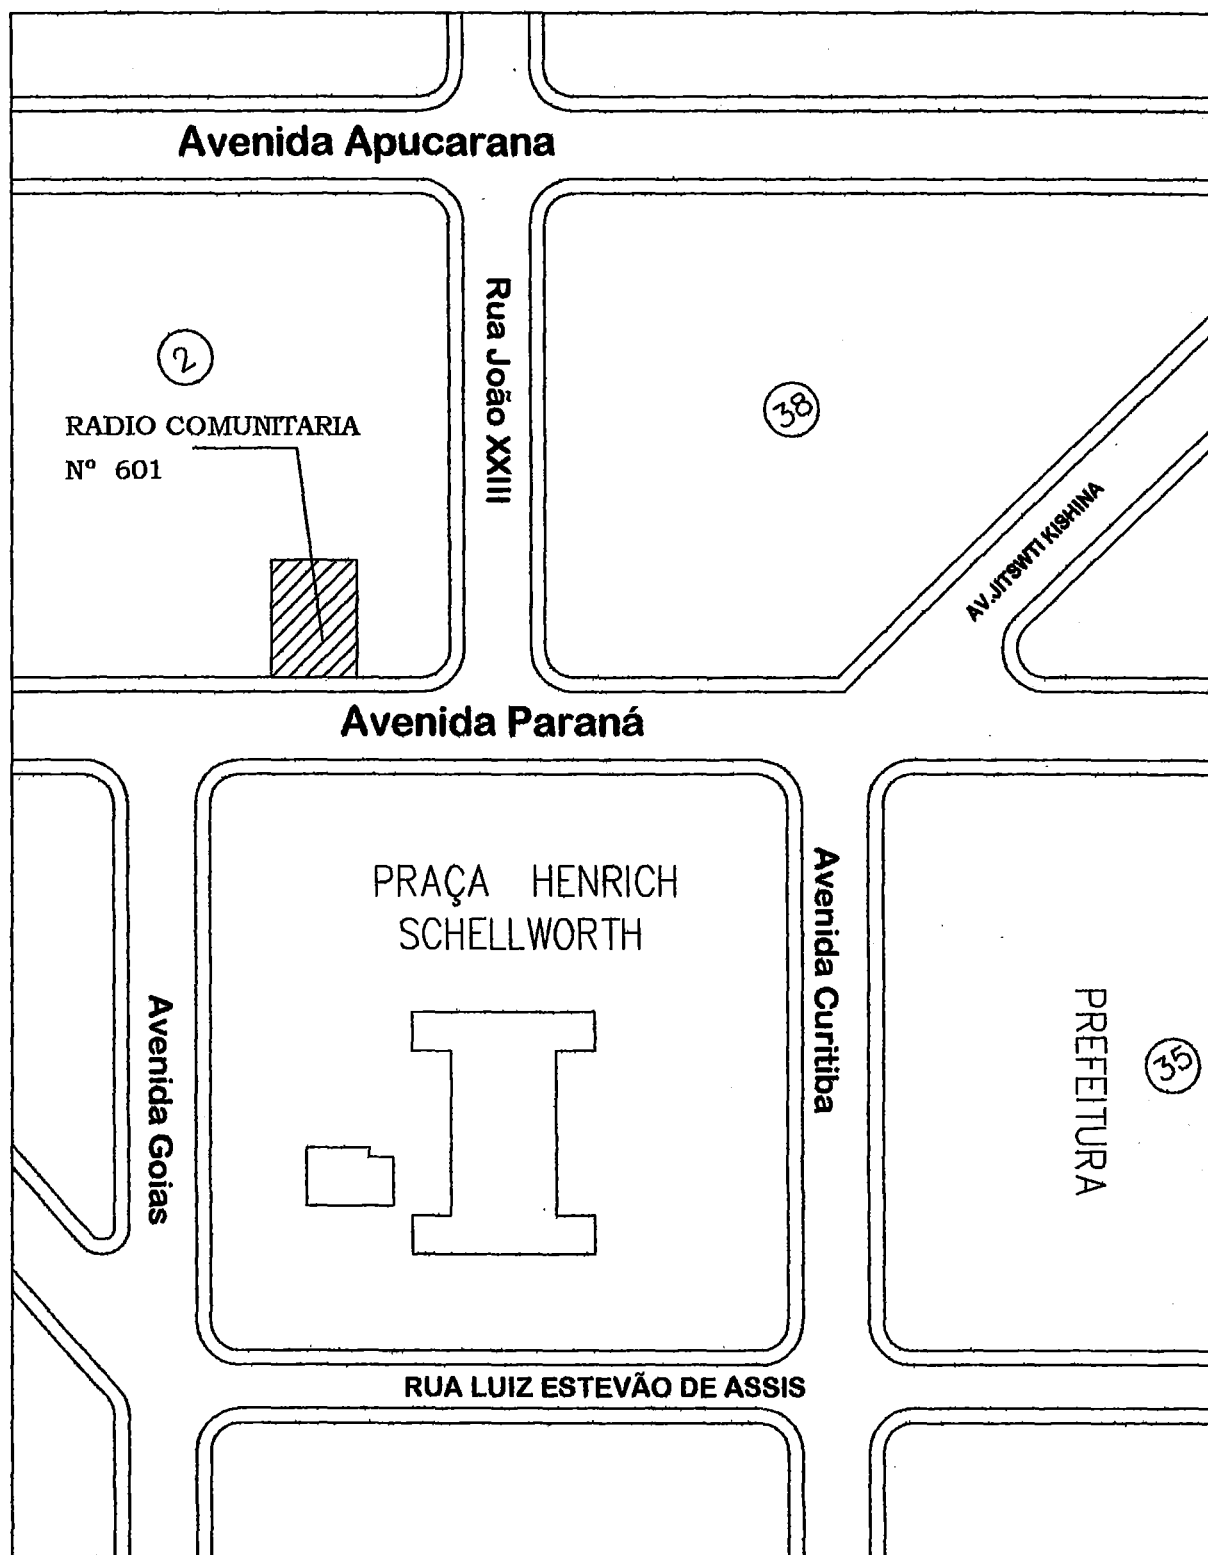 Avenida Apucarana
Rua João XXIII
2
RADIO COMUNITARIA
Nº 601
38
AV.JITSWTI KISHINA
Avenida Paraná
PRAÇA HENRICH
SCHELLWORTH
Avenida Curitiba
Avenida Goias
PREFEITURA
35
RUA LUIZ ESTEVÃO DE ASSIS